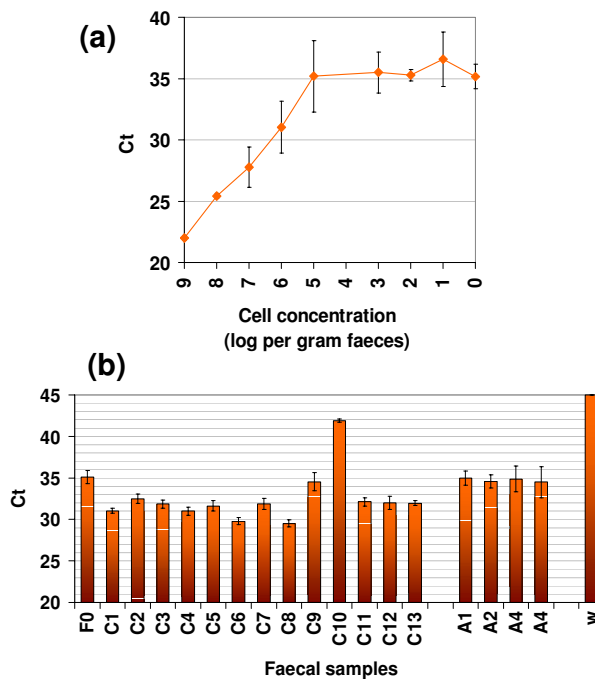 (a)
40
35
30
25
20
Ct
9 8 7 6 5 4 3 2 1 0
Cell concentration
(log per gram faeces)
(b)
45
40
35
30
25
20
Ct
F0 C1 C2 C3 C4 C5 C6 C7 C8 C9 C10 C11 C12 C13 A1 A2 A4 A4 w
Faecal samples